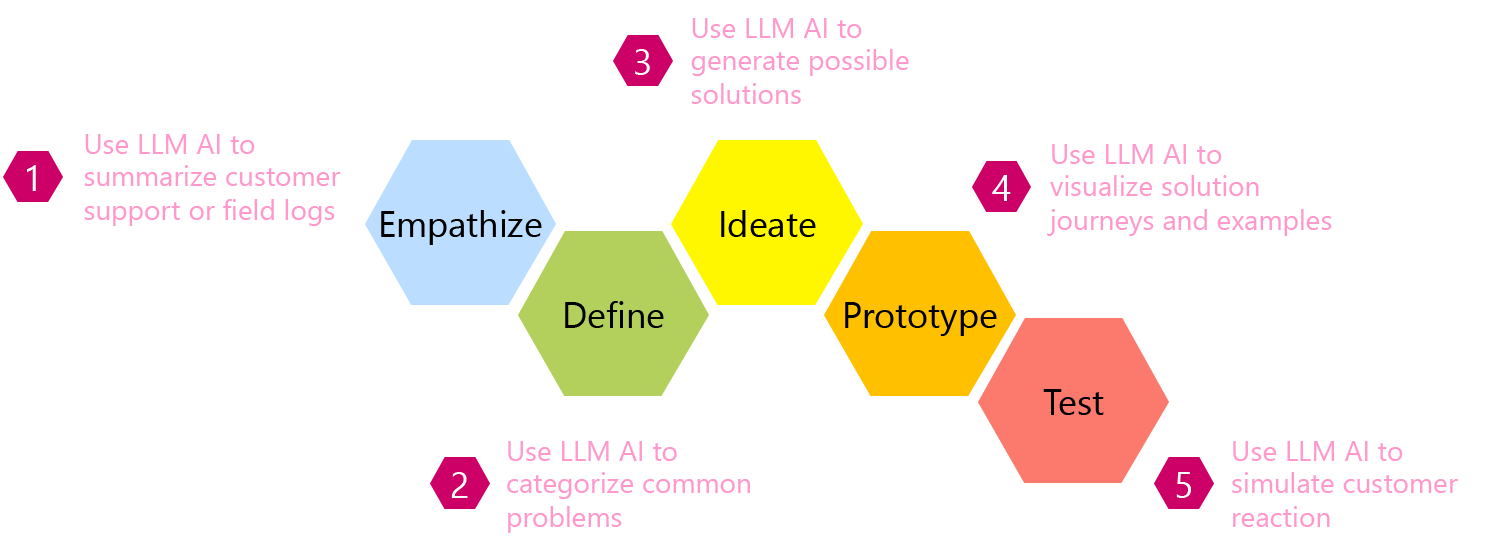 1
Use LLM AI to
summarize customer
support or field logs
Empathize
2
Use LLM AI to
categorize common
problems
Define
3
Use LLM AI to
generate possible
solutions
Ideate
4
Use LLM AI to
visualize solution
journeys and examples
Prototype
5
Use LLM AI to
simulate customer
reaction
Test